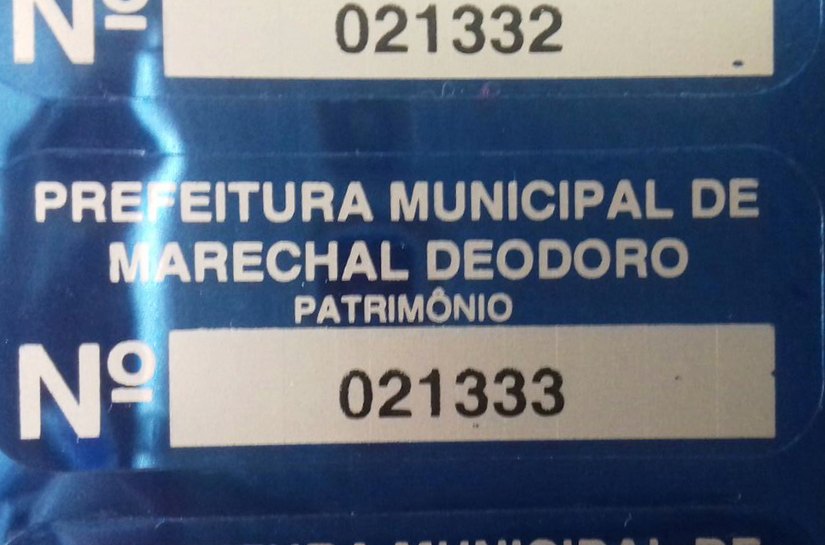 Nº 021332
PREFEITURA MUNICIPAL DE
MARECHAL DEODORO
PATRIMÔNIO
Nº 021333